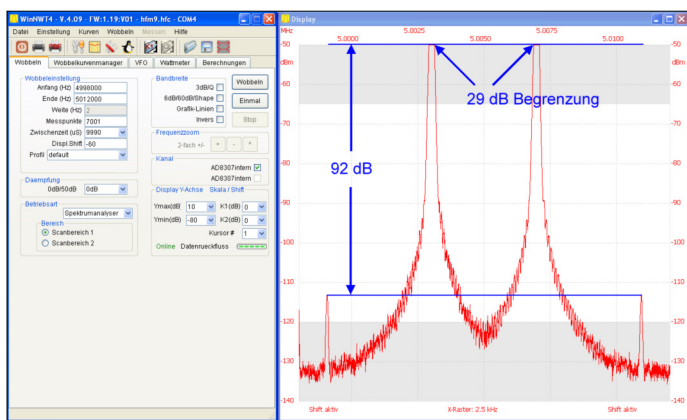 WinNWT4 - V.4.09 - FW:1.19:V01 - hfm9.hfc - COM4
Datei Einstellung Kurven Wobbeln Messen Hilfe
Wobbeln Wobbelkurvenmanager VFO Wattmeter Berechnungen
Wobbeleinstellung
Anfang (Hz) 4998000
Ende (Hz) 5012000
Weite (Hz) 2
Messpunkte 7001
Zwischenzeit (uS) 9990
Displ.Shift -60
Profil default
Daempfung
0dB/50dB 0dB
Betriebsart
Spektrumanalyser
Bereich
Scanbereich 1
Scanbereich 2
Bandbreite
3dB/Q
6dB/60dB/Shape
Grafik-Linien
Invers
Wobbeln
Einmal
Stop
Frequenzzoom
2-fach +/- + - ^
Kanal
AD8307intern
AD8307intern
Display Y-Achse Skala / Shift
Ymax(dB) 10 K1(dB) 0
Ymin(dB) -80 K2(dB) 0
Kursor # 1
Online Datenrueckfluss
Display
MHz 5.0000 5.0025 5.0050 5.0075 5.0100
-50 -50
dBm dBm
29 dB Begrenzung
-60 -60
-70 -70
-80 -80
92 dB
-90 -90
-100 -100
-110 -110
-120 -120
-130 -130
-140 -140
Shift aktiv X-Raster: 2.5 kHz Shift aktiv